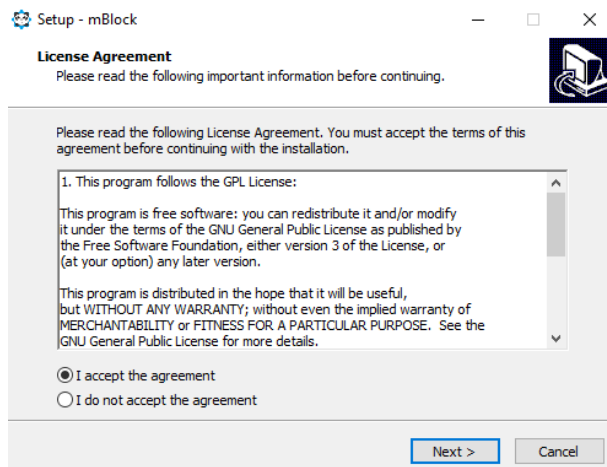 Setup - mBlock
License Agreement
Please read the following important information before continuing.
Please read the following License Agreement. You must accept the terms of this
agreement before continuing with the installation.
1. This program follows the GPL License:
This program is free software: you can redistribute it and/or modify
it under the terms of the GNU General Public License as published by
the Free Software Foundation, either version 3 of the License, or
(at your option) any later version.
This program is distributed in the hope that it will be useful,
but WITHOUT ANY WARRANTY; without even the implied warranty of
MERCHANTABILITY or FITNESS FOR A PARTICULAR PURPOSE.  See the
GNU General Public License for more details.
I accept the agreement
I do not accept the agreement
Next >
Cancel